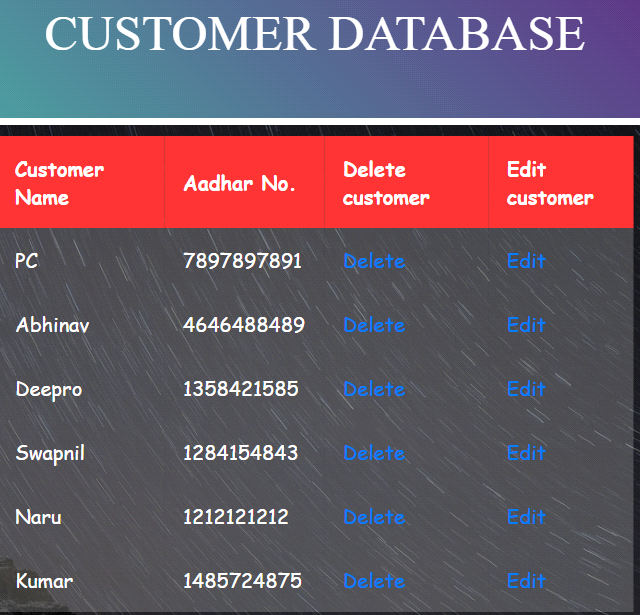 CUSTOMER DATABASE
Customer Name Aadhar No. Delete customer Edit customer
PC 7897897891 Delete Edit
Abhinav 4646488489 Delete Edit
Deepro 1358421585 Delete Edit
Swapnil 1284154843 Delete Edit
Naru 1212121212 Delete Edit
Kumar 1485724875 Delete Edit